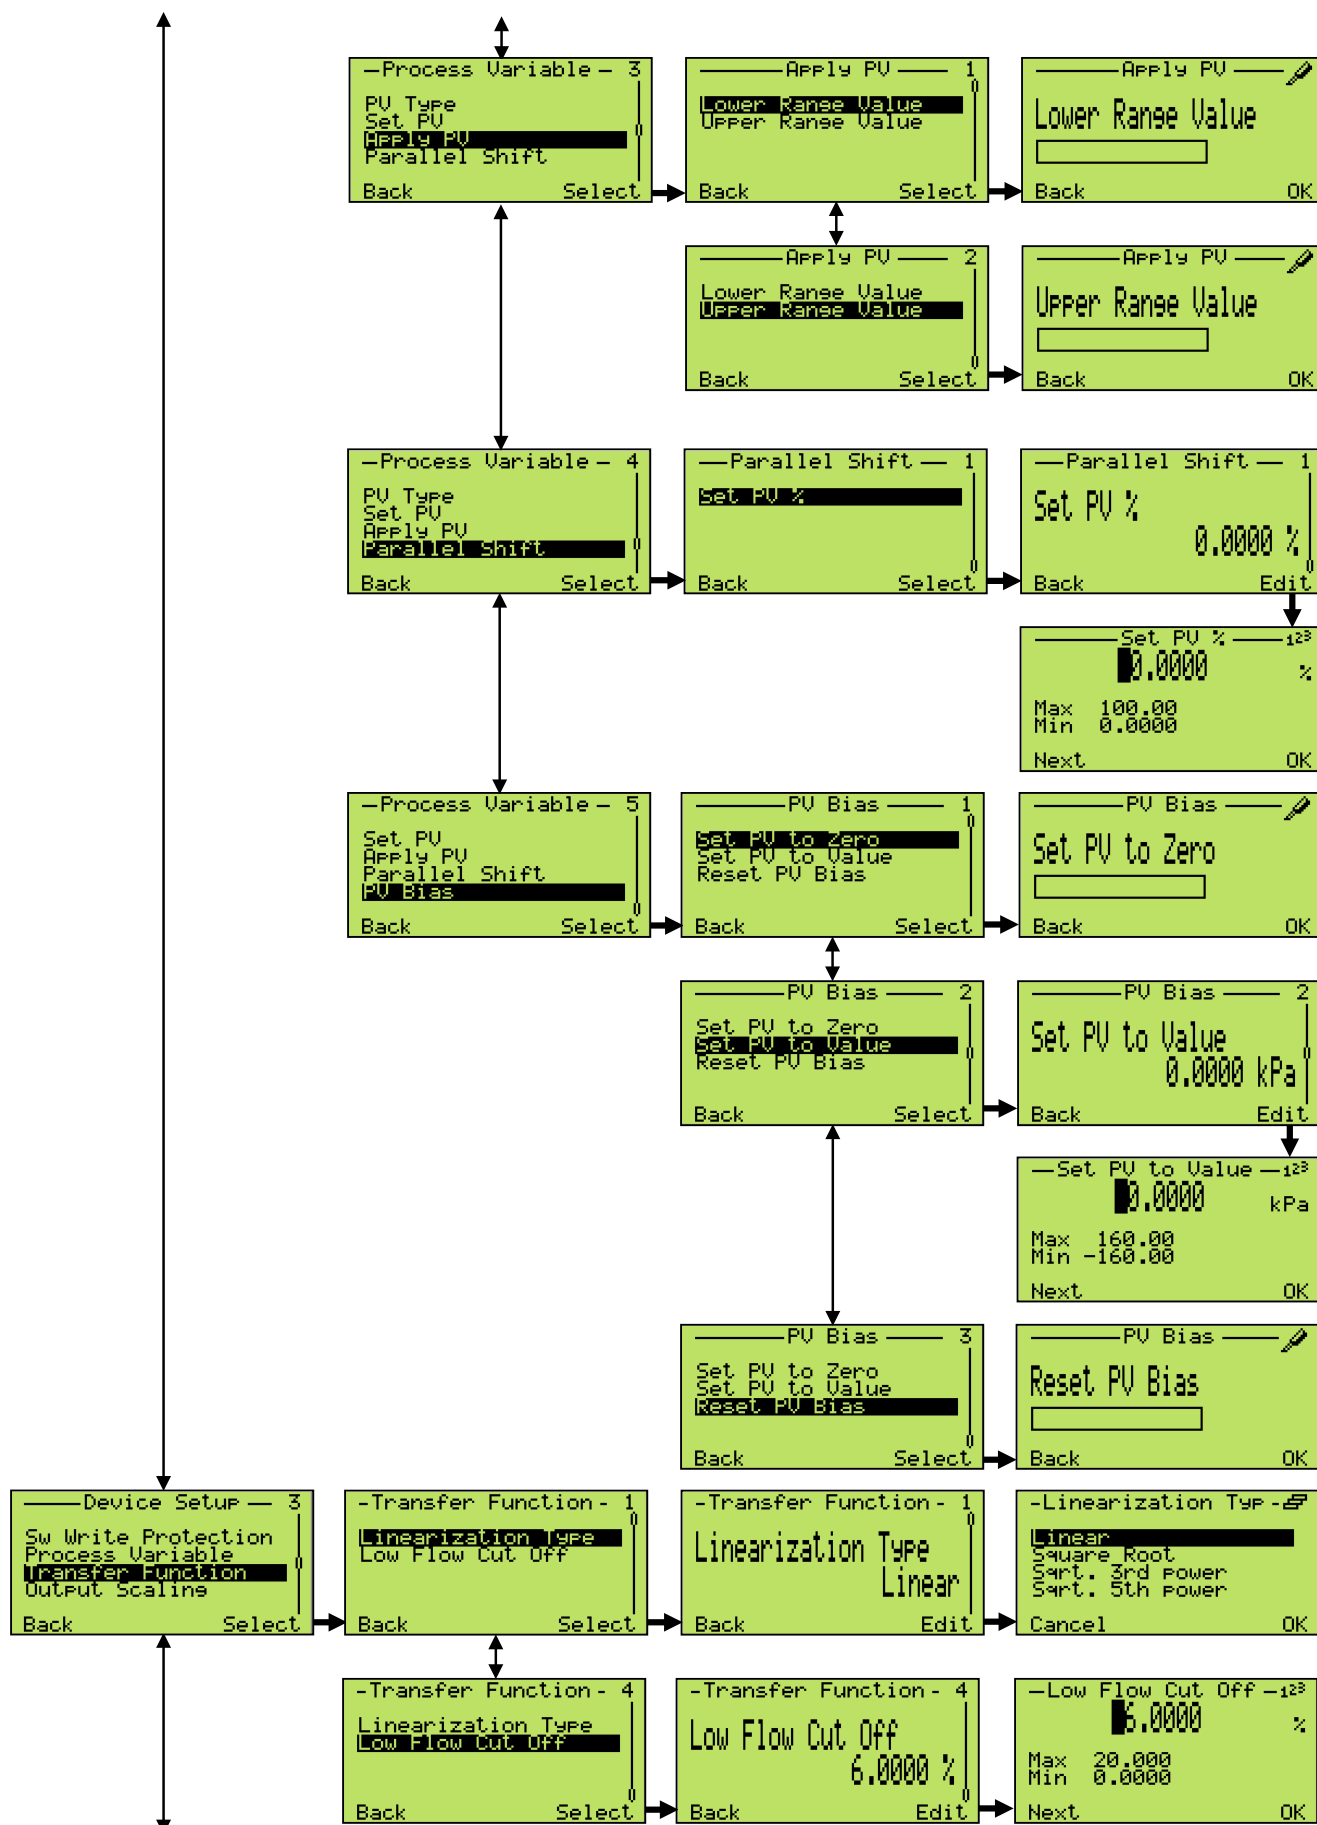 Process Variable 3
PV Type
Set PV
Apply PV
Parallel Shift
Back Select
Apply PV 1
Lower Range Value
Upper Range Value
Back Select
Apply PV
Lower Range Value
Back OK
Apply PV 2
Lower Range Value
Upper Range Value
Back Select
Apply PV
Upper Range Value
Back OK
Process Variable 4
PV Type
Set PV
Apply PV
Parallel Shift
Back Select
Parallel Shift 1
Set PV %
Back Select
Parallel Shift 1
Set PV %
0.0000 %
Back Edit
Set PV % 123
0.0000 %
Max 100.00
Min 0.0000
Next OK
Process Variable 5
Set PV
Apply PV
Parallel Shift
PV Bias
Back Select
PV Bias 1
Set PV to Zero
Set PV to Value
Reset PV Bias
Back Select
PV Bias
Set PV to Zero
Back OK
PV Bias 2
Set PV to Zero
Set PV to Value
Reset PV Bias
Back Select
PV Bias 2
Set PV to Value
0.0000 kPa
Back Edit
Set PV to Value 123
0.0000 kPa
Max 160.00
Min -160.00
Next OK
PV Bias 3
Set PV to Zero
Set PV to Value
Reset PV Bias
Back Select
PV Bias
Reset PV Bias
Back OK
Device Setup 3
Sw Write Protection
Process Variable
Transfer Function
Output Scaling
Back Select
-Transfer Function- 1
Linearization Type
Low Flow Cut Off
Back Select
-Transfer Function- 1
Linearization Type
Linear
Back Edit
-Linearization Typ-
Linear
Square Root
Sqrt. 3rd power
Sqrt. 5th power
Cancel OK
-Transfer Function- 4
Linearization Type
Low Flow Cut Off
Back Select
-Transfer Function- 4
Low Flow Cut Off
6.0000 %
Back Edit
Low Flow Cut Off 123
6.0000 %
Max 20.000
Min 0.0000
Next OK